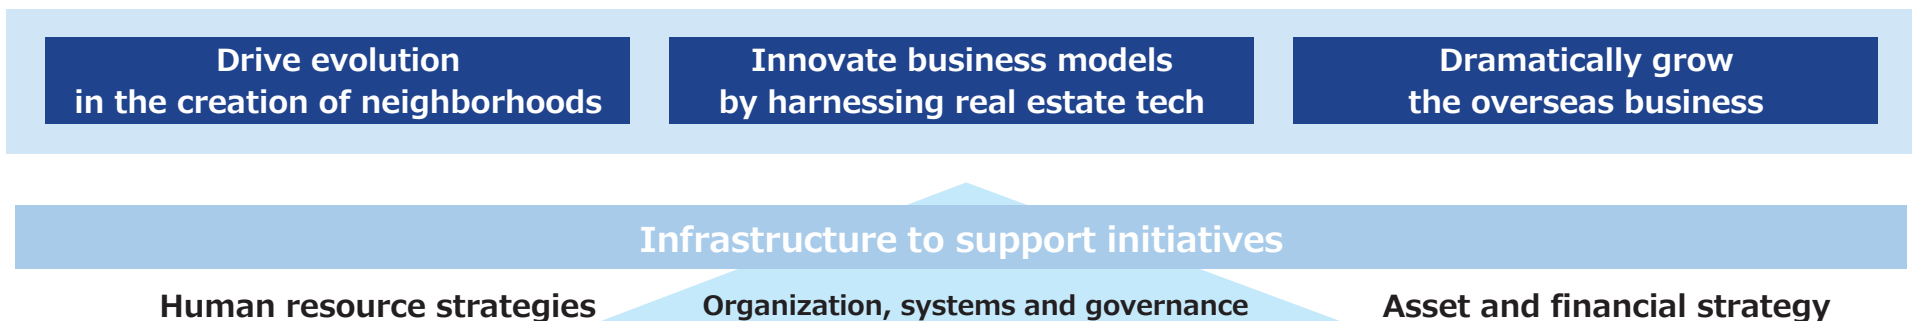 Drive evolution
in the creation of neighborhoods
Innovate business models
by harnessing real estate tech
Dramatically grow
the overseas business
Infrastructure to support initiatives
Human resource strategies
Organization, systems and governance
Asset and financial strategy